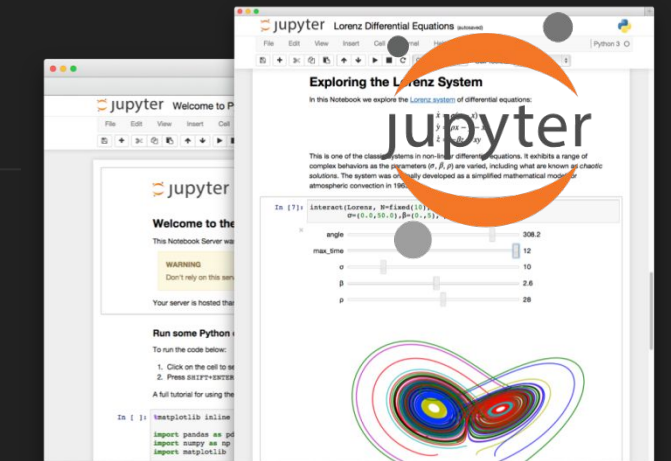 jupyter Lorenz Differential Equations (autosaved)
File Edit View Insert Cell Python 3
jupyter
Exploring the Lorenz System
In this Notebook we explore the Lorenz system of differential equations:
This is one of the classic systems in non-linear differential equations. It exhibits a range of
complex behaviors as the parameters (σ, β, ρ) are varied, including what are known as chaotic
solutions. The system was originally developed as a simplified mathematical model for
atmospheric convection in
In [7]: interact(Lorenz, N=fixed(10),
σ=(0.0,50.0),β=(0.,5),
angle 308.2
max_time 12
σ 10
β 2.6
ρ 28
jupyter Welcome to
File Edit View Insert Cell
jupyter
Welcome to the
This Notebook Server
WARNING
Don't rely on this
Your server is hosted
Run some Python
To run the code below:
1. Click on the cell to
2. Press SHIFT+ENTER
A full tutorial for using the
In [ ]: %matplotlib inline
import pandas as pd
import numpy as np
import matplotlib